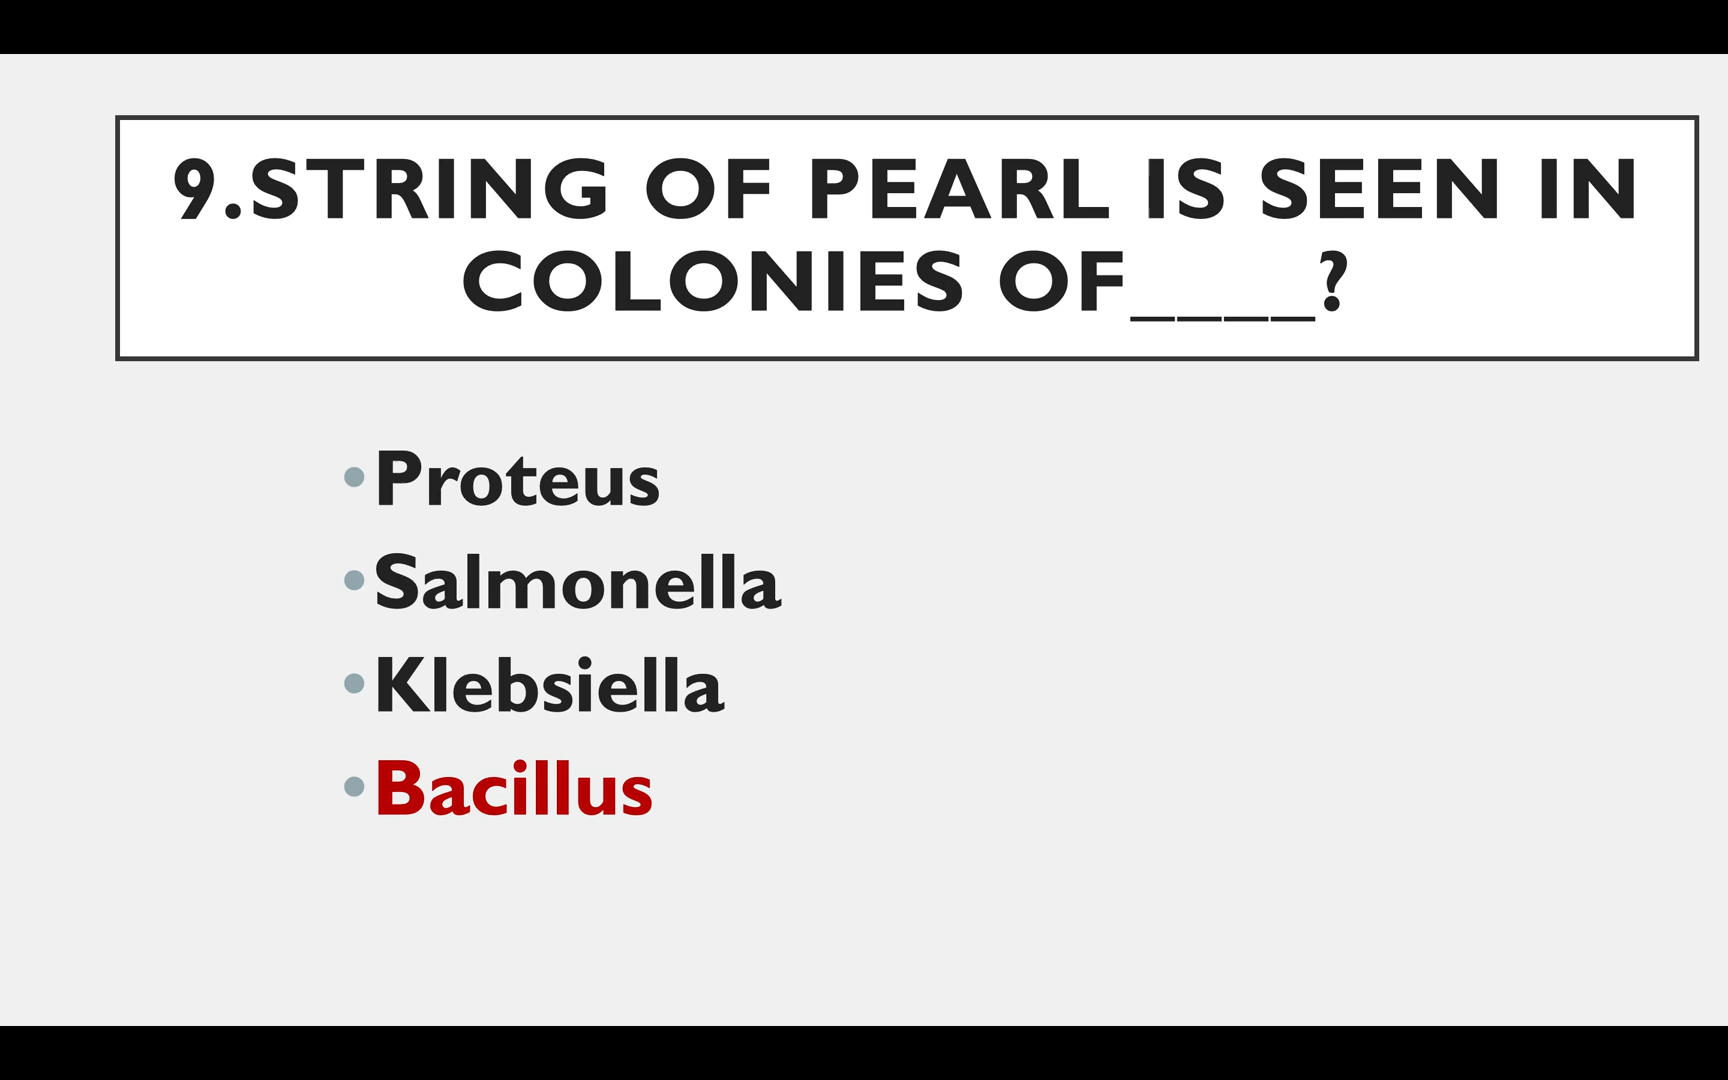 9.STRING OF PEARL IS SEEN IN
COLONIES OF____?
•Proteus
•Salmonella
•Klebsiella
•Bacillus